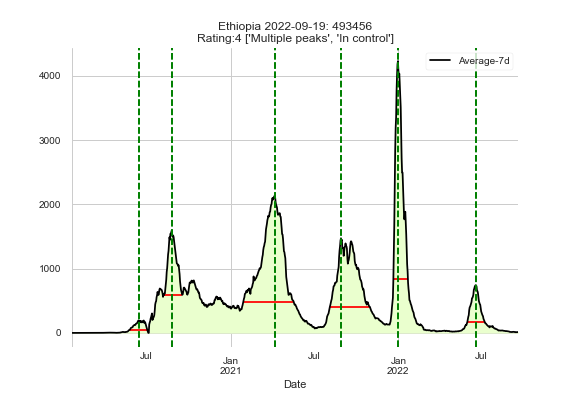 Ethiopia 2022-09-19: 493456
Rating:4 ['Multiple peaks', 'In control']
Average-7d
4000
3000
2000
1000
0
Jul
Jan
2021
Jul
Jan
2022
Jul
Date